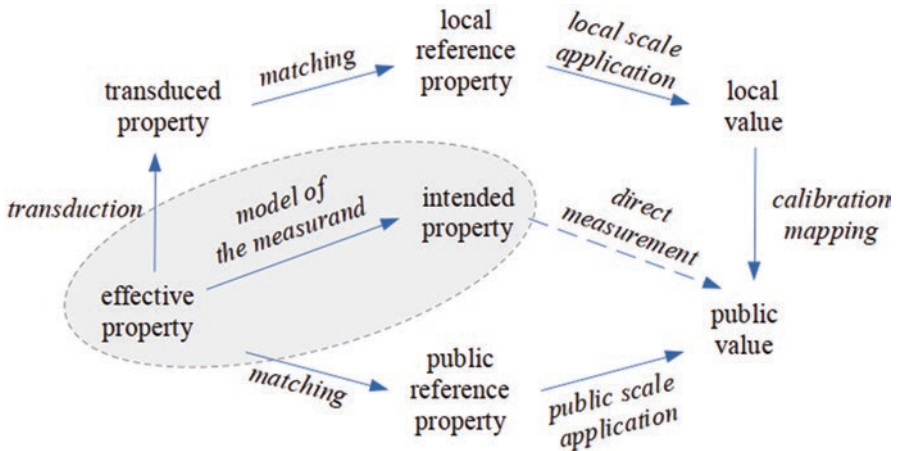 local
reference
property
local scale
application
matching
transduced
property
local
value
transduction
model of
the measurand
intended
property
direct
measurement
calibration
mapping
effective
property
public
value
matching
public
reference
property
public scale
application